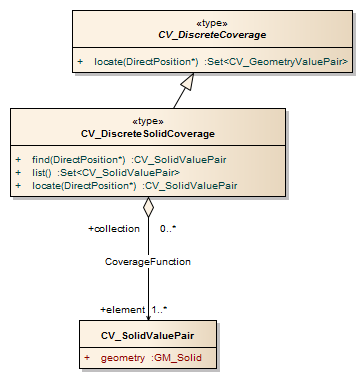 «type»
CV_DiscreteCoverage
+ locate(DirectPosition*) :Set<CV_GeometryValuePair>
«type»
CV_DiscreteSolidCoverage
+ find(DirectPosition*) :CV_SolidValuePair
+ list() :Set<CV_SolidValuePair>
+ locate(DirectPosition*) :CV_SolidValuePair
+collection 0..*
CoverageFunction
+element 1..*
CV_SolidValuePair
+ geometry :GM_Solid